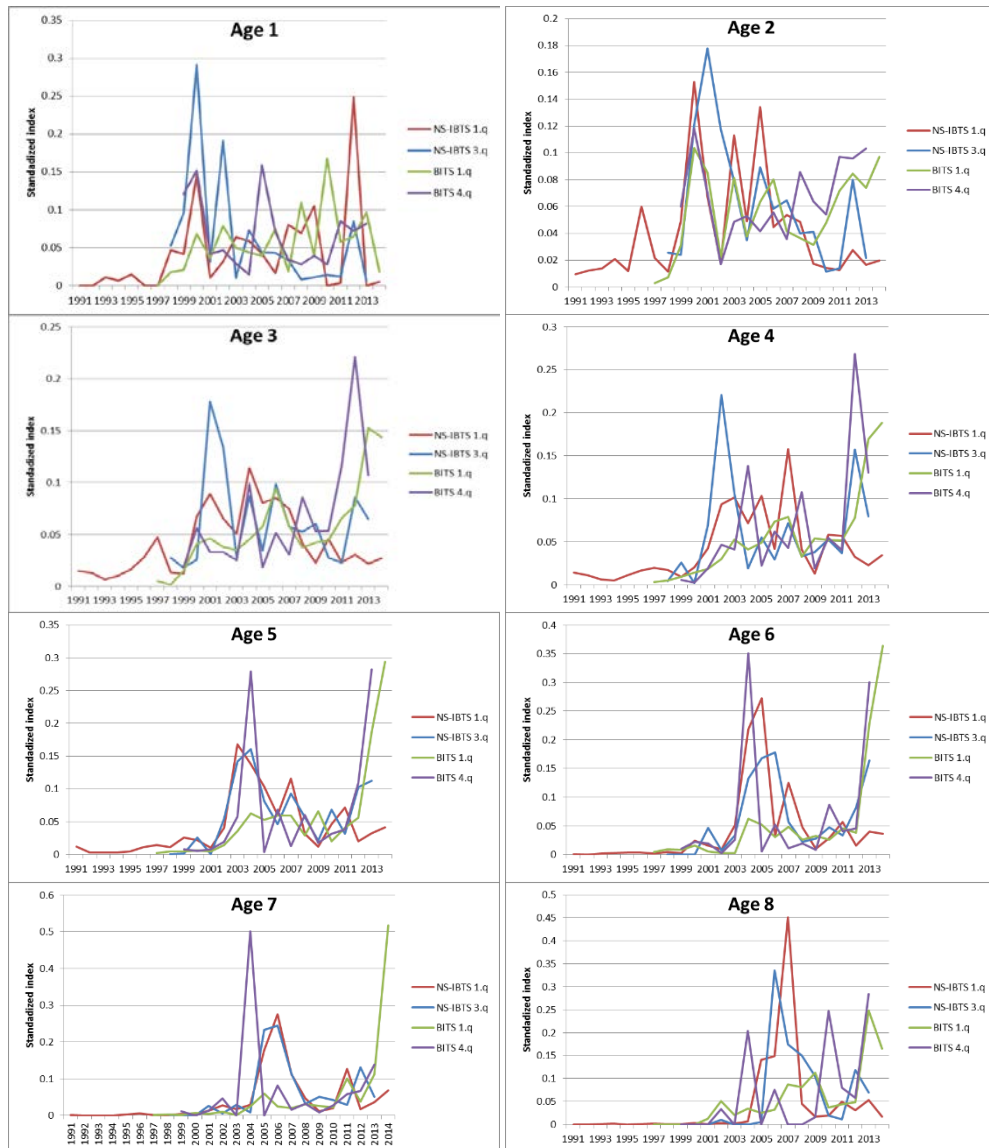 Age 1
Standadized index
0.35
0.3
0.25
0.2
0.15
0.1
0.05
0
1991 1993 1995 1997 1999 2001 2003 2005 2007 2009 2011 2013
NS-IBTS 1.q
NS-IBTS 3.q
BITS 1.q
BITS 4.q
Age 2
Standadized index
0.2
0.18
0.16
0.14
0.12
0.1
0.08
0.06
0.04
0.02
0
1991 1993 1995 1997 1999 2001 2003 2005 2007 2009 2011 2013
NS-IBTS 1.q
NS-IBTS 3.q
BITS 1.q
BITS 4.q
Age 3
Standadized index
0.25
0.2
0.15
0.1
0.05
0
1991 1993 1995 1997 1999 2001 2003 2005 2007 2009 2011 2013
NS-IBTS 1.q
NS-IBTS 3.q
BITS 1.q
BITS 4.q
Age 4
Standadized index
0.3
0.25
0.2
0.15
0.1
0.05
0
1991 1993 1995 1997 1999 2001 2003 2005 2007 2009 2011 2013
NS-IBTS 1.q
NS-IBTS 3.q
BITS 1.q
BITS 4.q
Age 5
Standadized index
0.35
0.3
0.25
0.2
0.15
0.1
0.05
0
1991 1993 1995 1997 1999 2001 2003 2005 2007 2009 2011 2013
NS-IBTS 1.q
NS-IBTS 3.q
BITS 1.q
BITS 4.q
Age 6
Standadized index
0.4
0.35
0.3
0.25
0.2
0.15
0.1
0.05
0
1991 1993 1995 1997 1999 2001 2003 2005 2007 2009 2011 2013
NS-IBTS 1.q
NS-IBTS 3.q
BITS 1.q
BITS 4.q
Age 7
Standadized index
0.6
0.5
0.4
0.3
0.2
0.1
0
1991 1992 1993 1994 1995 1996 1997 1998 1999 2000 2001 2002 2003 2004 2005 2006 2007 2008 2009 2010 2011 2012 2013 2014
NS-IBTS 1.q
NS-IBTS 3.q
BITS 1.q
BITS 4.q
Age 8
Standadized index
0.5
0.45
0.4
0.35
0.3
0.25
0.2
0.15
0.1
0.05
0
1991 1993 1995 1997 1999 2001 2003 2005 2007 2009 2011 2013
NS-IBTS 1.q
NS-IBTS 3.q
BITS 1.q
BITS 4.q